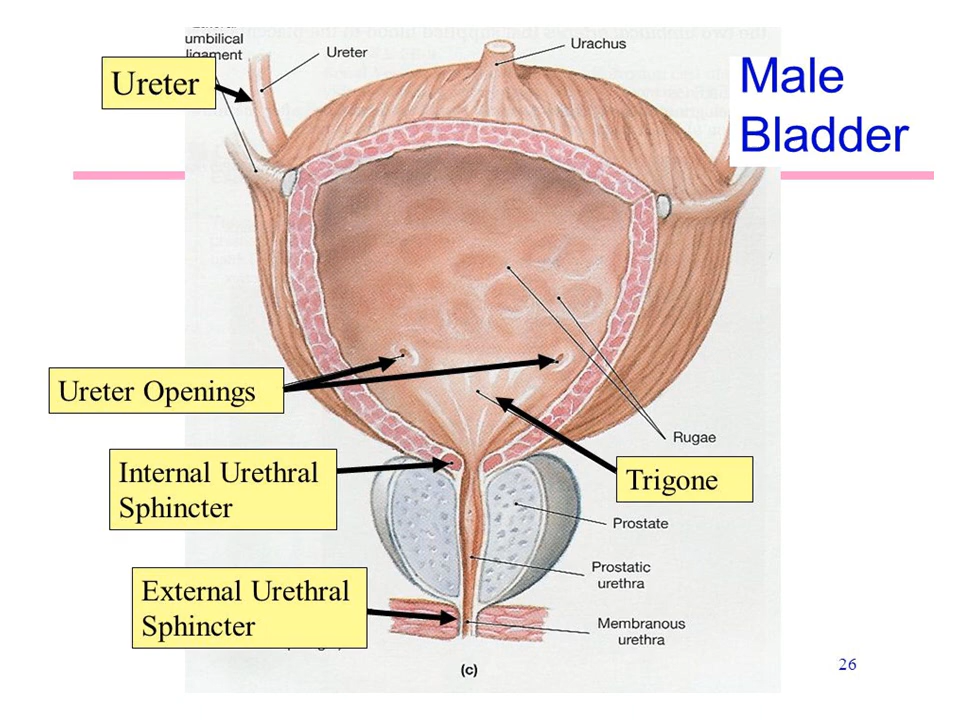 umbilical
ligament
Ureter
Urachus
Male
Bladder
Ureter
Ureter Openings
Rugae
Internal Urethral
Sphincter
Trigone
Prostate
Prostatic
urethra
External Urethral
Sphincter
Membranous
urethra
(c)
26